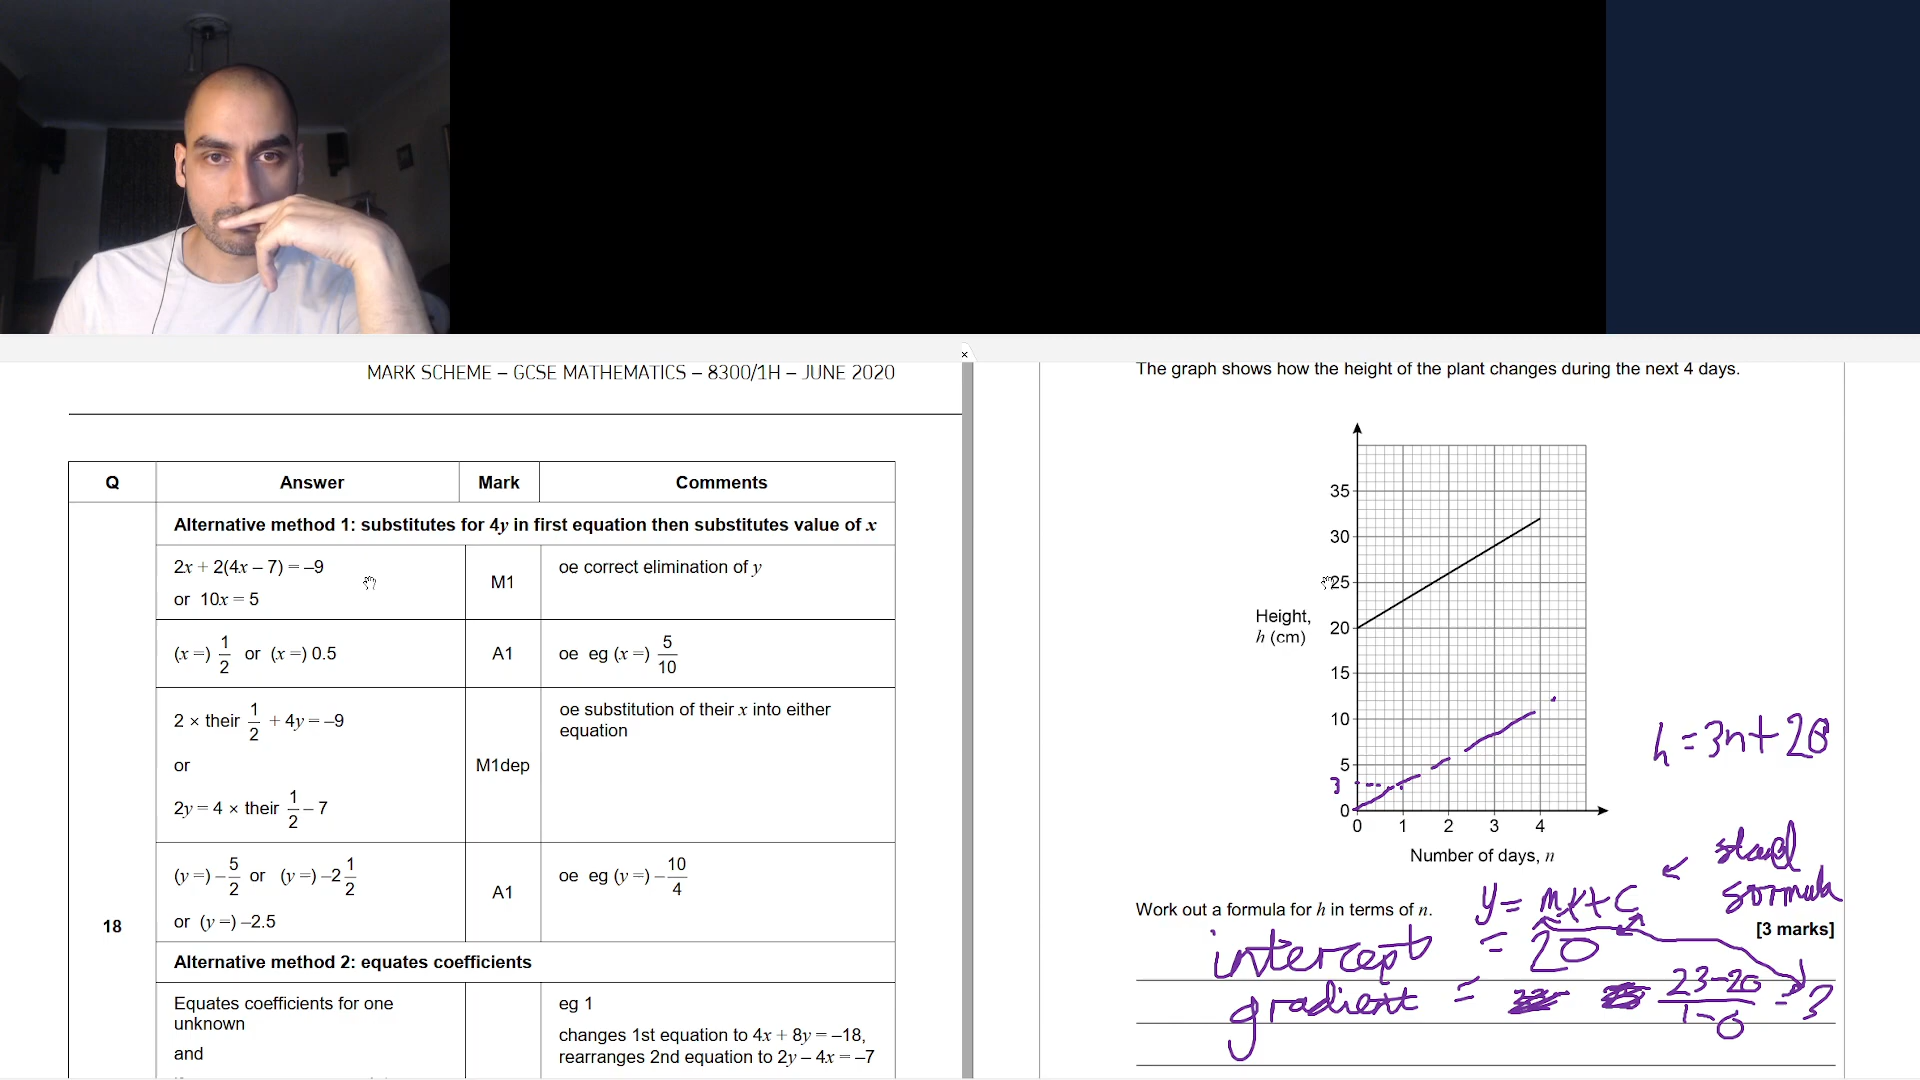 MARK SCHEME – GCSE MATHEMATICS – 8300/1H – JUNE 2020
Q Answer Mark Comments
Alternative method 1: substitutes for 4y in first equation then substitutes value of x
2x + 2(4x – 7) = –9
or 10x = 5
M1
oe correct elimination of y
(x =) 1/2 or (x =) 0.5
A1
oe eg (x =) 5/10
2 × their 1/2 + 4y = –9
or
2y = 4 × their 1/2 – 7
M1dep
oe substitution of their x into either
equation
(y =) – 5/2 or (y =) –2 1/2
or (y =) –2.5
A1
oe eg (y =) – 10/4
18
Alternative method 2: equates coefficients
Equates coefficients for one
unknown
and
eg 1
changes 1st equation to 4x + 8y = –18,
rearranges 2nd equation to 2y – 4x = –7
×
The graph shows how the height of the plant changes during the next 4 days.
35
30
25
Height,
h (cm)
20
15
10
5
3
0
0 1 2 3 4
Number of days, n
h = 3n + 20
y = mx + C
formula
Work out a formula for h in terms of n.
[3 marks]
intercept = 20
gradient = 23-20/1-0 = 3